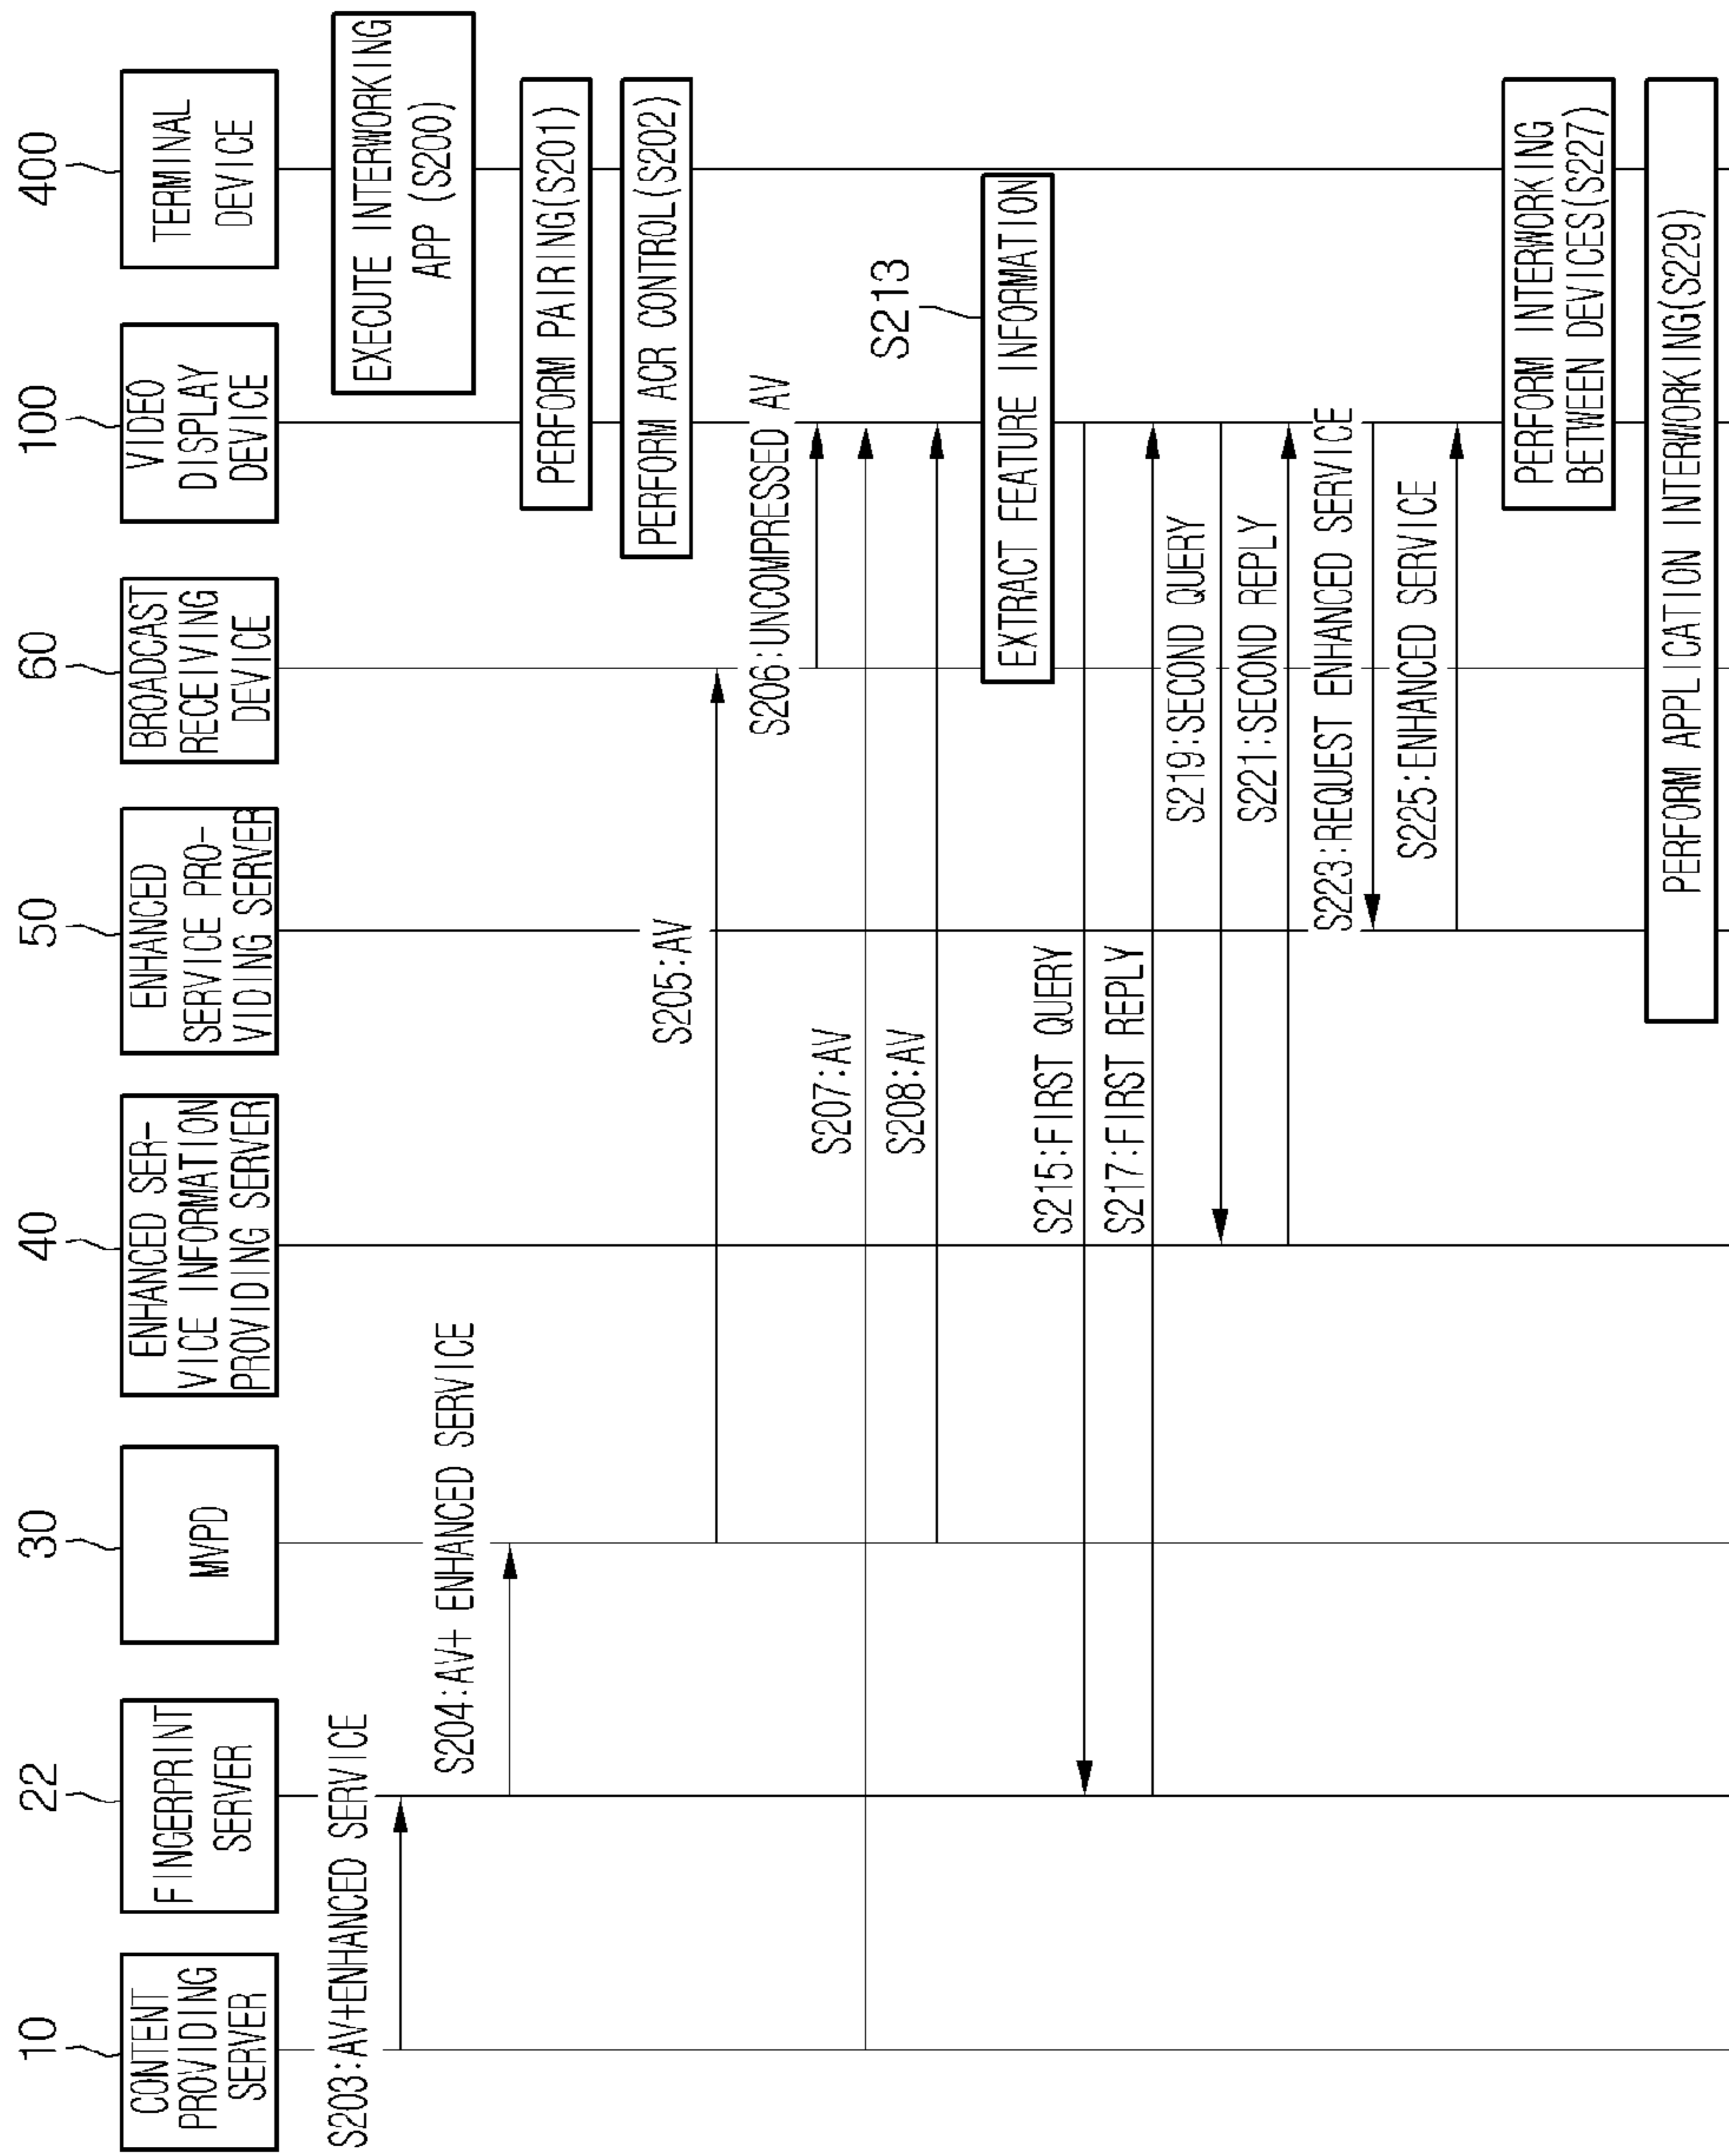 10
CONTENT
PROVIDING
SERVER
22
FINGERPRINT
SERVER
30
MVPD
40
ENHANCED SER-
VICE INFORMATION
PROVIDING SERVER
50
ENHANCED
SERVICE PRO-
VIDING SERVER
60
BROADCAST
RECEIVING
DEVICE
100
VIDEO
DISPLAY
DEVICE
400
TERMINAL
DEVICE
EXECUTE INTERWORKING
APP (S200)
PERFORM PAIRING(S201)
PERFORM ACR CONTROL(S202)
S203:AV+ENHANCED SERVICE
S204:AV+ ENHANCED SERVICE
S205:AV
S206:UNCOMPRESSED AV
S207:AV
S208:AV
S213
EXTRACT FEATURE INFORMATION
S215:FIRST QUERY
S217:FIRST REPLY
S219:SECOND QUERY
S221:SECOND REPLY
S223:REQUEST ENHANCED SERVICE
S225:ENHANCED SERVICE
PERFORM INTERWORKING
BETWEEN DEVICES(S227)
PERFORM APPLICATION INTERWORKING(S229)